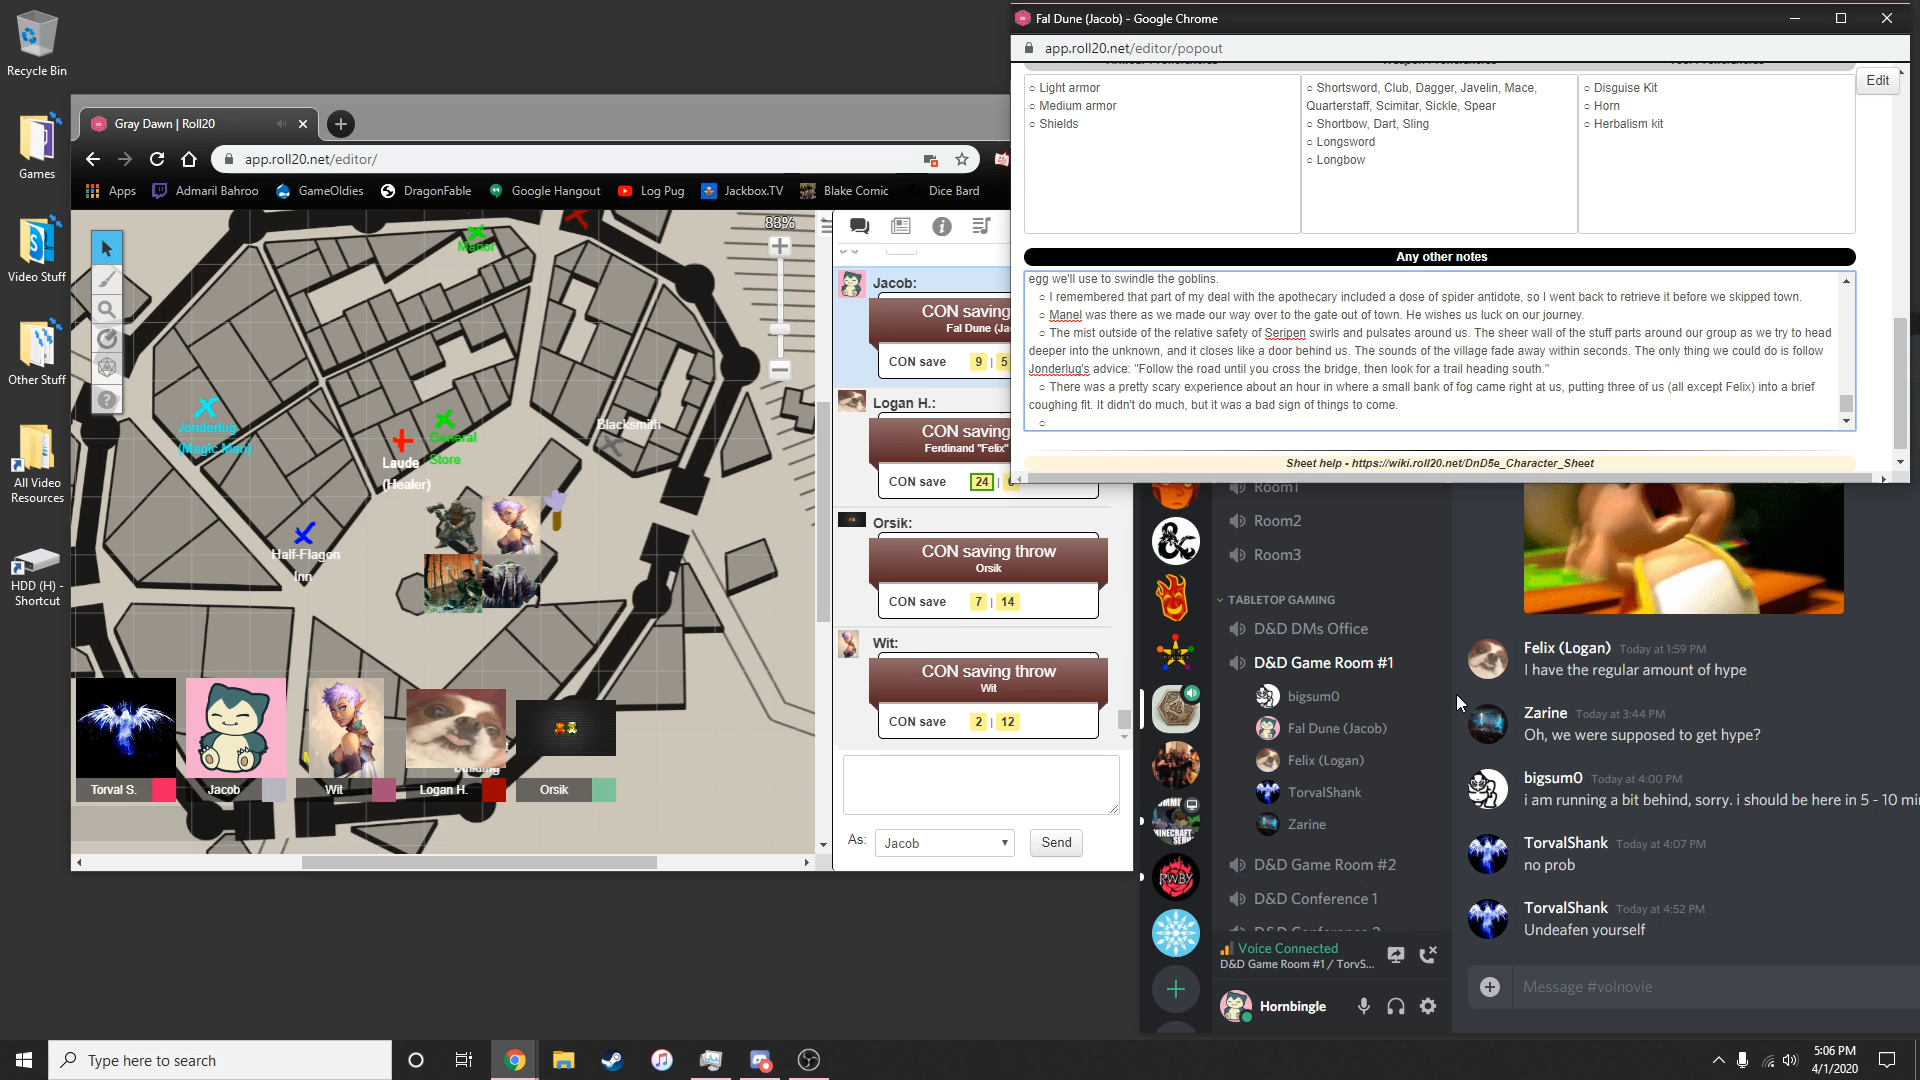 Recycle Bin
Games
Video Stuff
Other Stuff
All Video
Resources
HDD (H) -
Shortcut
Gray Dawn | Roll20
app.roll20.net/editor/
Apps
Admaril Bahroo
GameOldies
DragonFable
Google Hangout
Log Pug
Jackbox.TV
Blake Comic
Dice Bard
83%
Manor
Jonderlug
(Magic Man)
General
Store
Laude
(Healer)
Blacksmith
Half-Flagon
Inn
building
Torval S.
Jacob
Wit
Logan H.
Orsik
Jacob:
CON saving
Fal Dune (Ja
CON save 9 | 5
Logan H.:
CON saving
Ferdinand "Felix"
CON save 24 |
Orsik:
CON saving throw
Orsik
CON save 7 | 14
Wit:
CON saving throw
Wit
CON save 2 | 12
As:
Jacob
Send
Fal Dune (Jacob) - Google Chrome
app.roll20.net/editor/popout
Edit
○ Light armor
○ Medium armor
○ Shields
○ Shortsword, Club, Dagger, Javelin, Mace,
Quarterstaff, Scimitar, Sickle, Spear
○ Shortbow, Dart, Sling
○ Longsword
○ Longbow
○ Disguise Kit
○ Horn
○ Herbalism kit
Any other notes
egg we'll use to swindle the goblins.
○ I remembered that part of my deal with the apothecary included a dose of spider antidote, so I went back to retrieve it before we skipped town.
○ Manel was there as we made our way over to the gate out of town. He wishes us luck on our journey.
○ The mist outside of the relative safety of Seripen swirls and pulsates around us. The sheer wall of the stuff parts around our group as we try to head
deeper into the unknown, and it closes like a door behind us. The sounds of the village fade away within seconds. The only thing we could do is follow
Jonderlug's advice: "Follow the road until you cross the bridge, then look for a trail heading south."
○ There was a pretty scary experience about an hour in where a small bank of fog came right at us, putting three of us (all except Felix) into a brief
coughing fit. It didn't do much, but it was a bad sign of things to come.
○
Sheet help - https://wiki.roll20.net/DnD5e_Character_Sheet
Room1
Room2
Room3
TABLETOP GAMING
D&D DMs Office
D&D Game Room #1
bigsum0
Fal Dune (Jacob)
Felix (Logan)
TorvalShank
Zarine
D&D Game Room #2
D&D Conference 1
D&D Conference 2
Voice Connected
D&D Game Room #1 / TorvS...
Hornbingle
MINECRAFT
RWBY
Felix (Logan) Today at 1:59 PM
I have the regular amount of hype
Zarine Today at 3:44 PM
Oh, we were supposed to get hype?
bigsum0 Today at 4:00 PM
i am running a bit behind, sorry. i should be here in 5 - 10 mi
TorvalShank Today at 4:07 PM
no prob
TorvalShank Today at 4:52 PM
Undeafen yourself
Message #volnovie
Type here to search
5:06 PM
4/1/2020